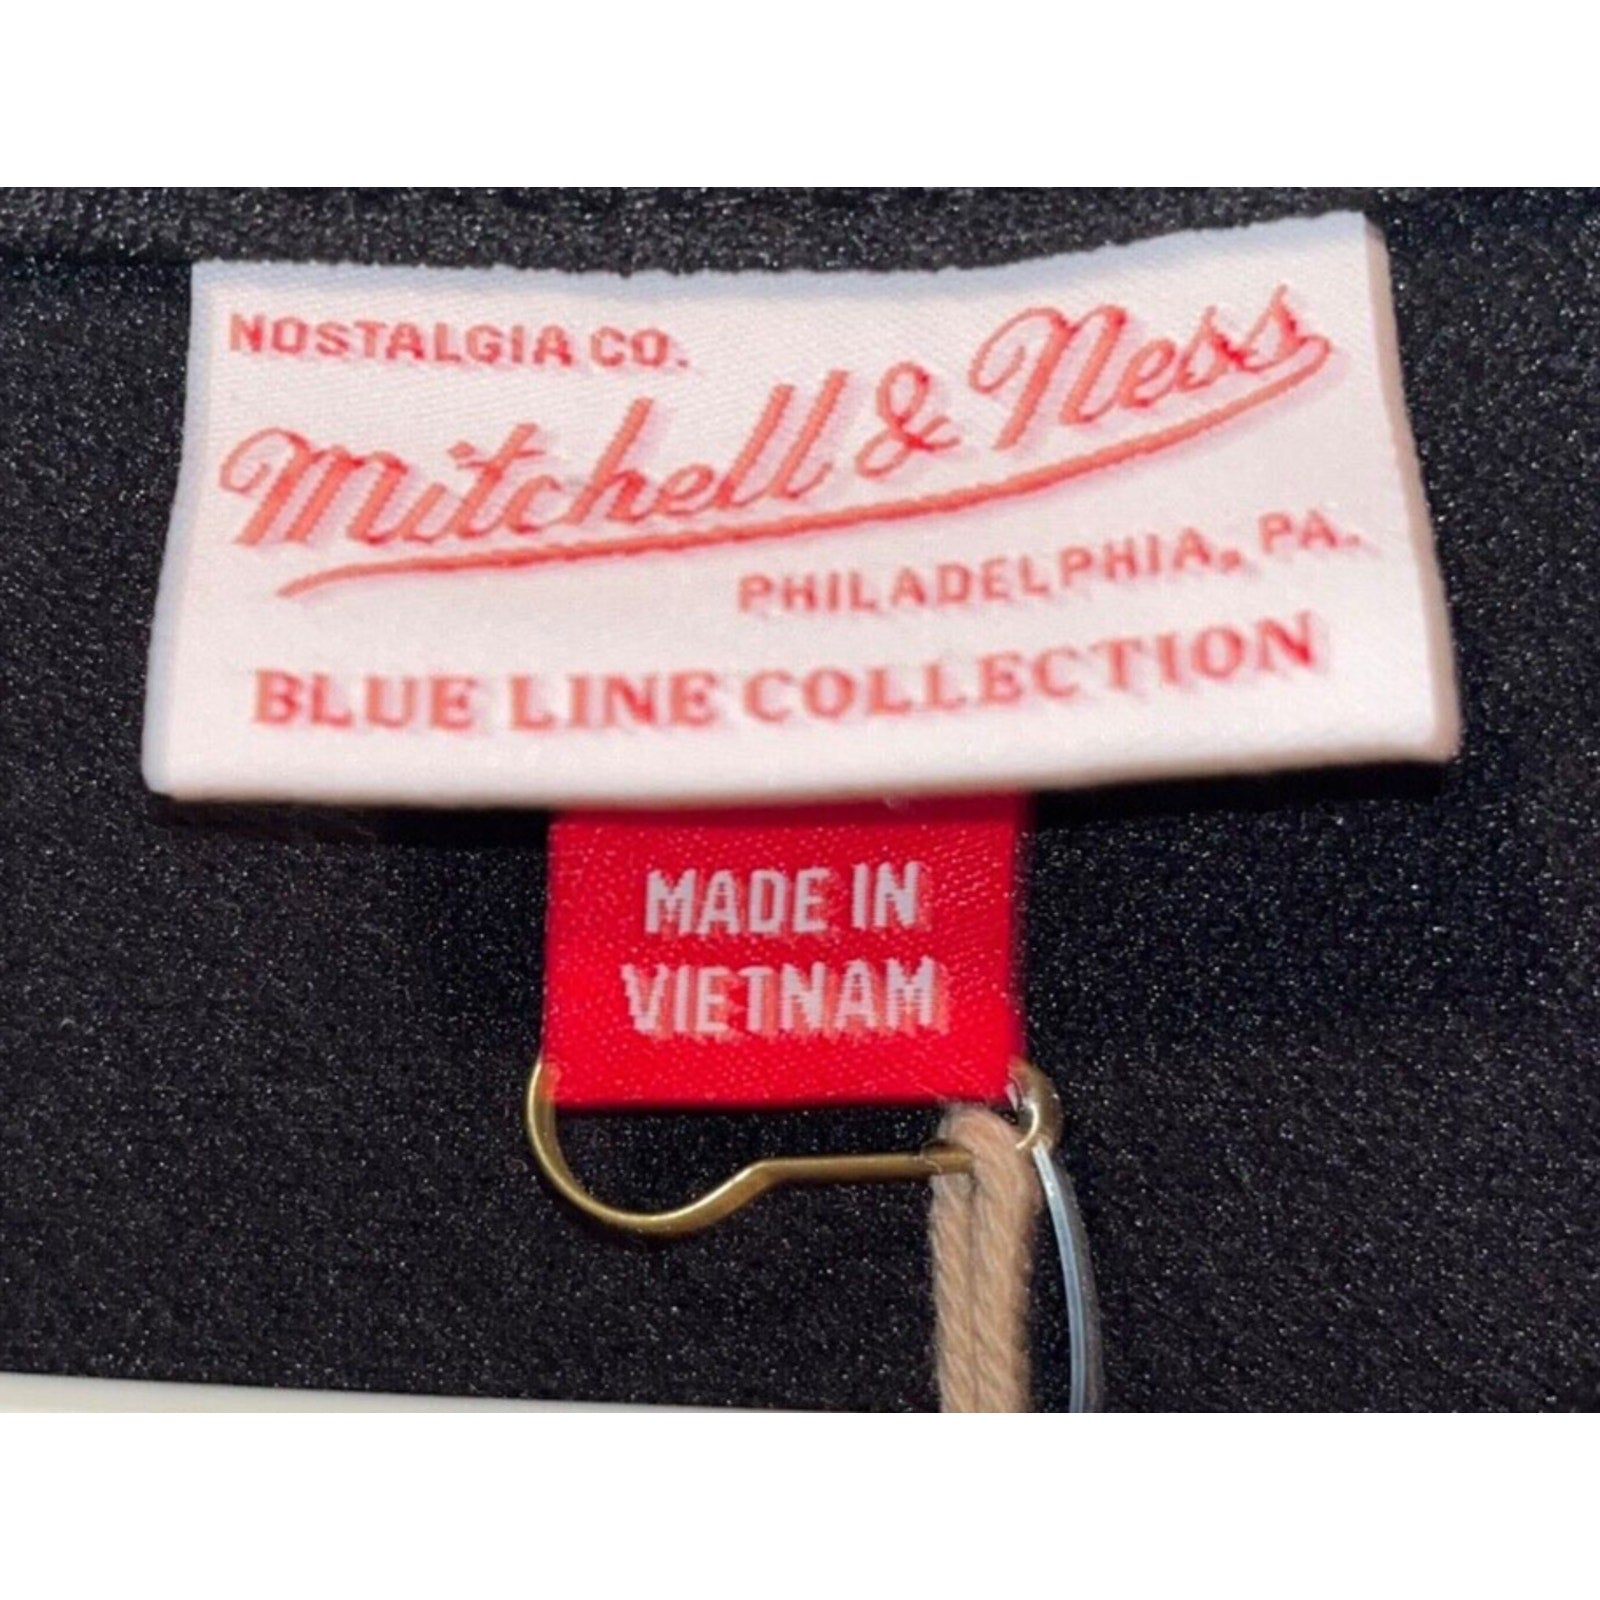 NOSTALGIA CO.
Mitchell & Ness
PHILADELPHIA, PA.
BLUE LINE COLLECTION
MADE IN
VIETNAM